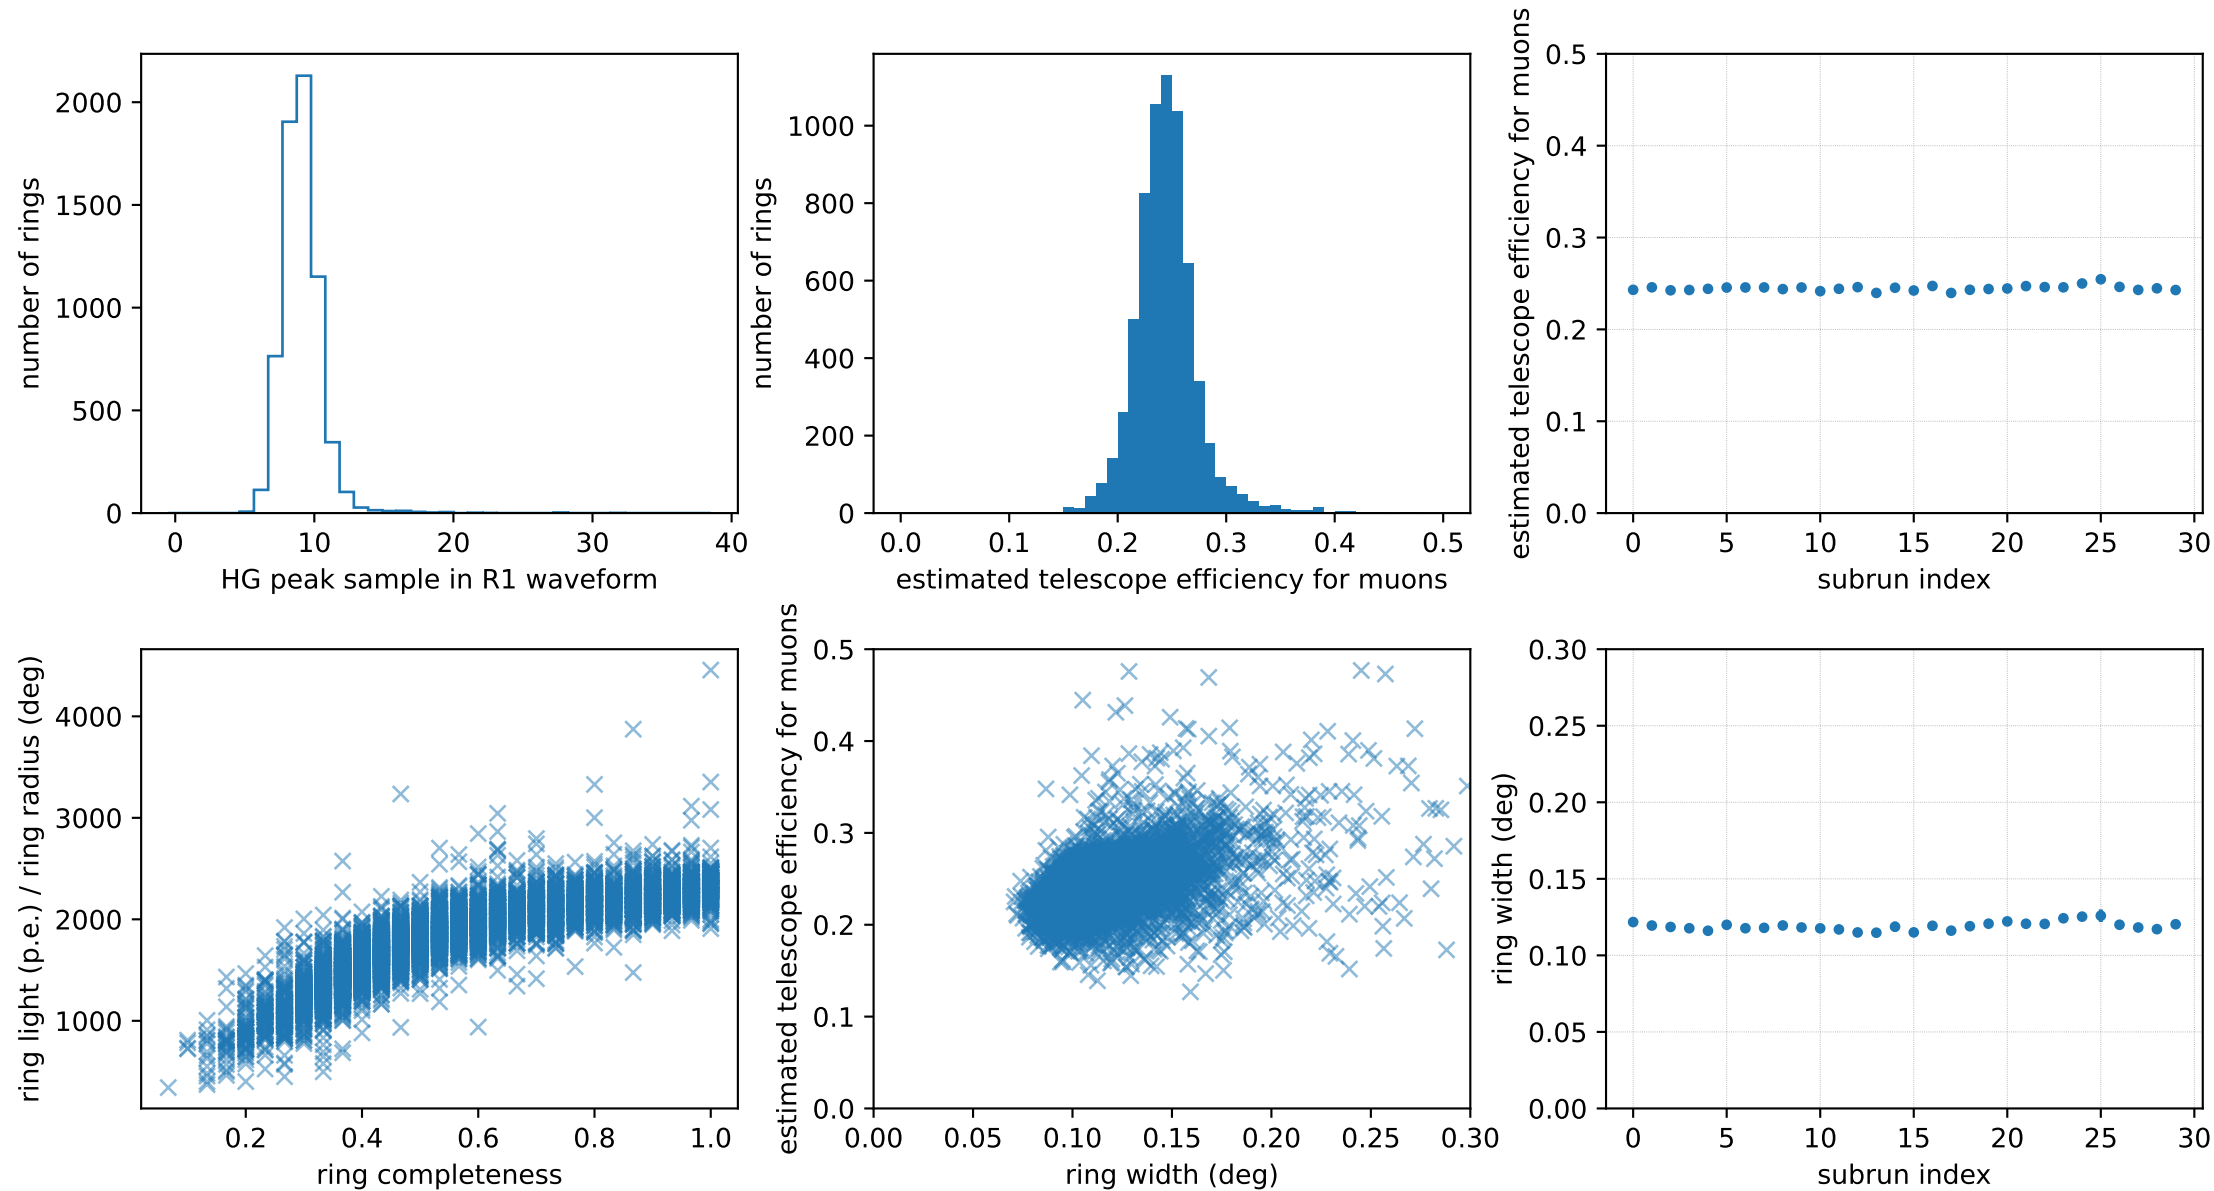 number of rings
2000
1500
1000
500
0
0 10 20 30 40
HG peak sample in R1 waveform
number of rings
1000
800
600
400
200
0
0.0 0.1 0.2 0.3 0.4 0.5
estimated telescope efficiency for muons
estimated telescope efficiency for muons
0.5
0.4
0.3
0.2
0.1
0.0
0 5 10 15 20 25 30
subrun index
ring light (p.e.) / ring radius (deg)
4000
3000
2000
1000
0.2 0.4 0.6 0.8 1.0
ring completeness
estimated telescope efficiency for muons
0.5
0.4
0.3
0.2
0.1
0.0
0.00 0.05 0.10 0.15 0.20 0.25 0.30
ring width (deg)
ring width (deg)
0.30
0.25
0.20
0.15
0.10
0.05
0.00
0 5 10 15 20 25 30
subrun index